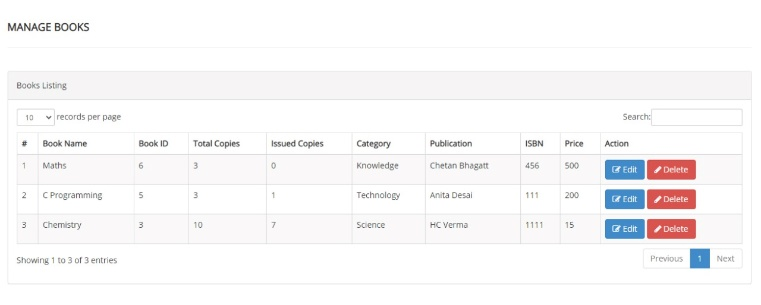 MANAGE BOOKS
Books Listing
10 records per page Search:
# Book Name Book ID Total Copies Issued Copies Category Publication ISBN Price Action
1 Maths 6 3 0 Knowledge Chetan Bhagatt 456 500 Edit Delete
2 C Programming 5 3 1 Technology Anita Desai 111 200 Edit Delete
3 Chemistry 3 10 7 Science HC Verma 1111 15 Edit Delete
Showing 1 to 3 of 3 entries Previous 1 Next